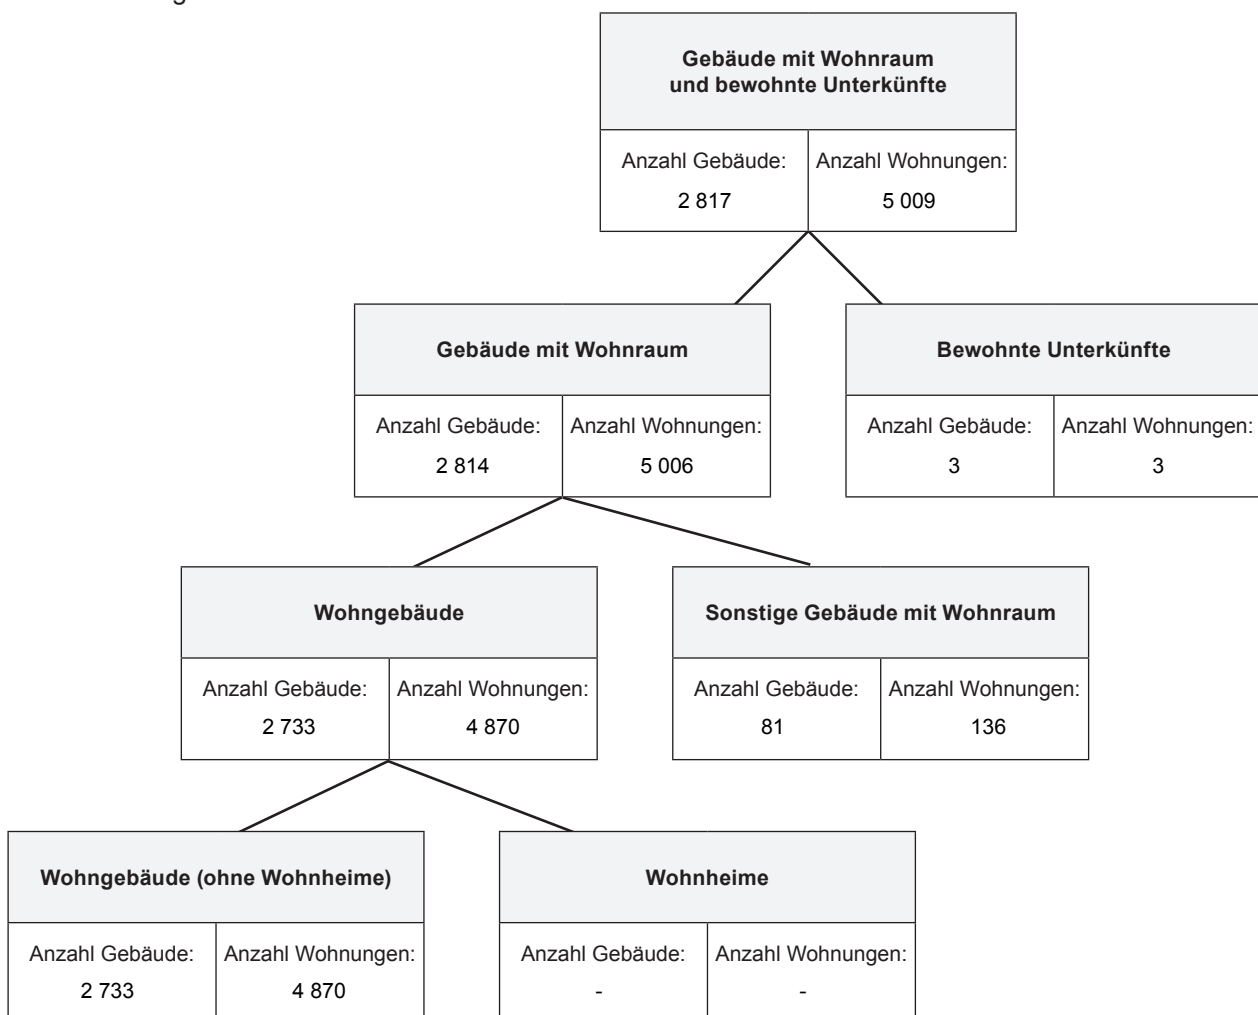 Gebäude mit Wohnraum
und bewohnte Unterkünfte
Anzahl Gebäude: Anzahl Wohnungen:
2 817 5 009
Gebäude mit Wohnraum Bewohnte Unterkünfte
Anzahl Gebäude: Anzahl Wohnungen: Anzahl Gebäude: Anzahl Wohnungen:
2 814 5 006 3 3
Wohngebäude Sonstige Gebäude mit Wohnraum
Anzahl Gebäude: Anzahl Wohnungen: Anzahl Gebäude: Anzahl Wohnungen:
2 733 4 870 81 136
Wohngebäude (ohne Wohnheime) Wohnheime
Anzahl Gebäude: Anzahl Wohnungen: Anzahl Gebäude: Anzahl Wohnungen:
2 733 4 870 - -